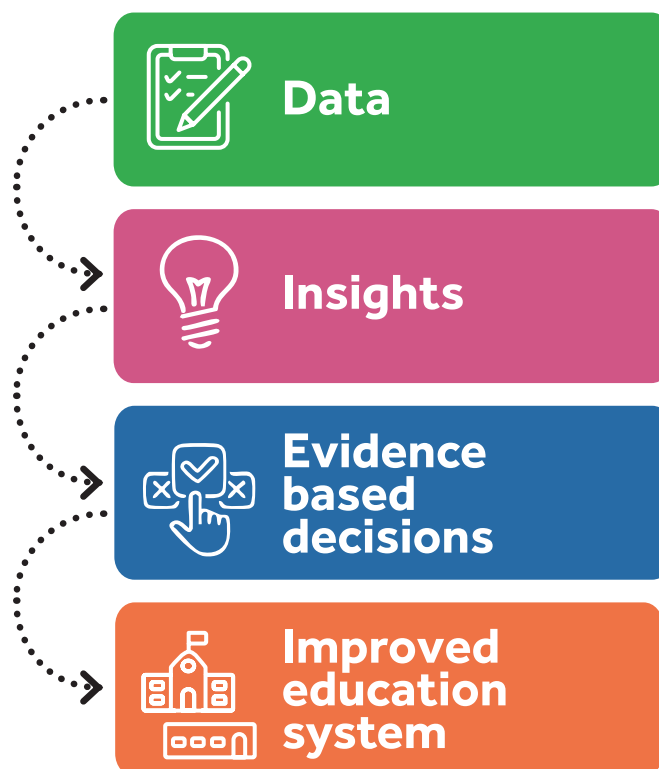 Data
Insights
Evidence
based
decisions
Improved
education
system